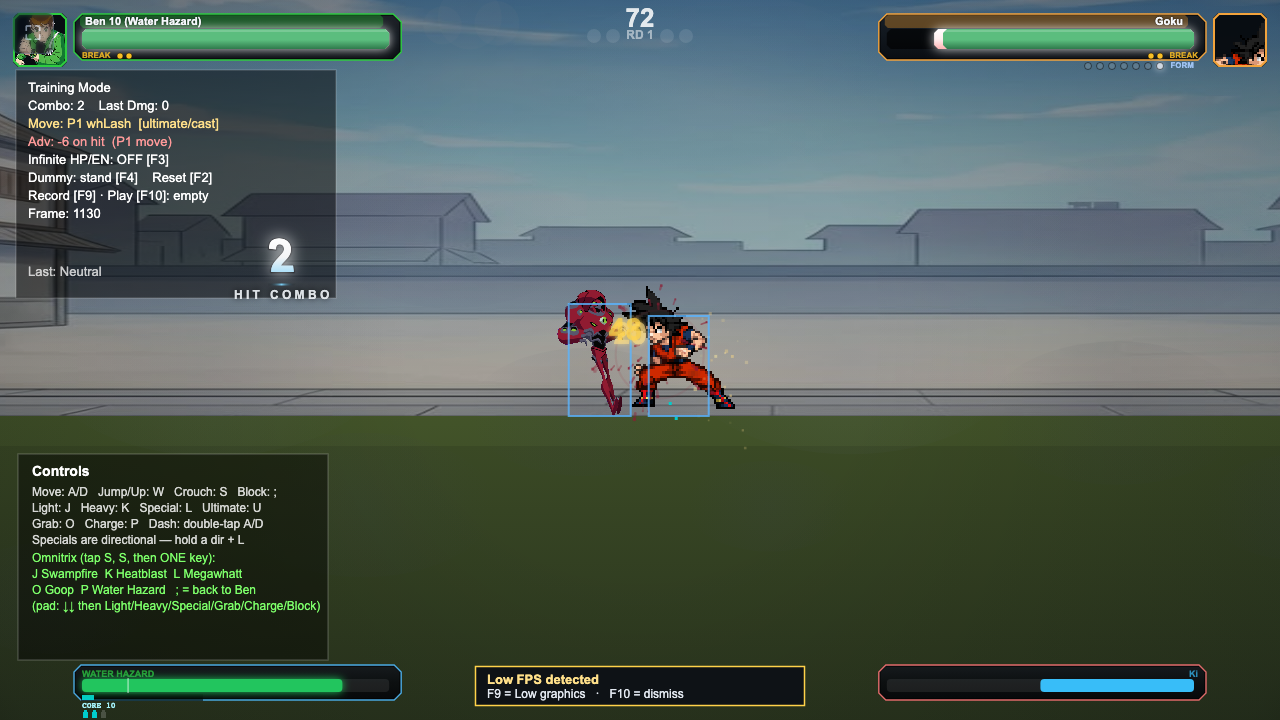 Ben 10 (Water Hazard)
BREAK
72
RD 1
Goku
BREAK
FORM
Training Mode
Combo: 2    Last Dmg: 0
Move: P1 whLash  [ultimate/cast]
Adv: -6 on hit  (P1 move)
Infinite HP/EN: OFF [F3]
Dummy: stand [F4]    Reset [F2]
Record [F9] · Play [F10]: empty
Frame: 1130
Last: Neutral
2
HIT COMBO
Controls
Move: A/D   Jump/Up: W   Crouch: S   Block: ;
Light: J   Heavy: K   Special: L   Ultimate: U
Grab: O   Charge: P   Dash: double-tap A/D
Specials are directional — hold a dir + L
Omnitrix (tap S, S, then ONE key):
J Swampfire  K Heatblast  L Megawhatt
O Goop  P Water Hazard   ; = back to Ben
(pad: ↓↓ then Light/Heavy/Special/Grab/Charge/Block)
WATER HAZARD
CORE 10
Low FPS detected
F9 = Low graphics   ·   F10 = dismiss
Ki